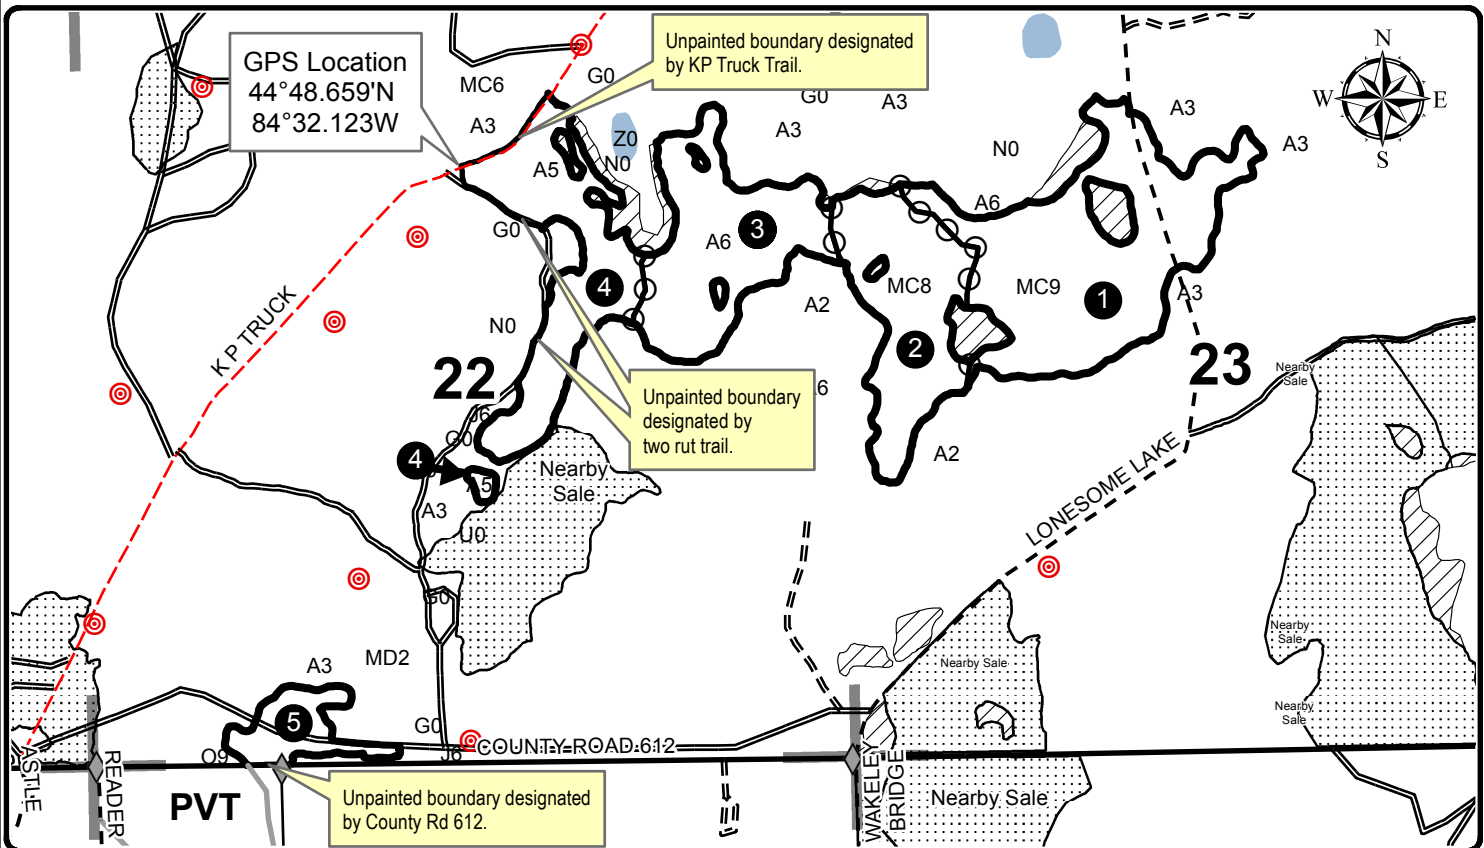 GPS Location
44°48.659'N
84°32.123W
Unpainted boundary designated
by KP Truck Trail.
N
W
E
S
MC6
G0
G0
A3
A3
A3
A3
A3
Z0
N0
N0
A5
A6
G0
A6
3
4
MC8
MC9
1
A2
A3
N0
K P TRUCK
2
22
23
Nearby
Sale
Unpainted boundary
designated by
two rut trail.
J6
G0
4
A5
A2
Nearby
Sale
A3
U0
LONESOME LAKE
G0
Nearby
Sale
Nearby Sale
A3
MD2
Nearby
Sale
5
G0
COUNTY ROAD 612
O9
J6
ASTLE
READER
PVT
Unpainted boundary designated
by County Rd 612.
WAKELEY
BRIDGE
Nearby Sale